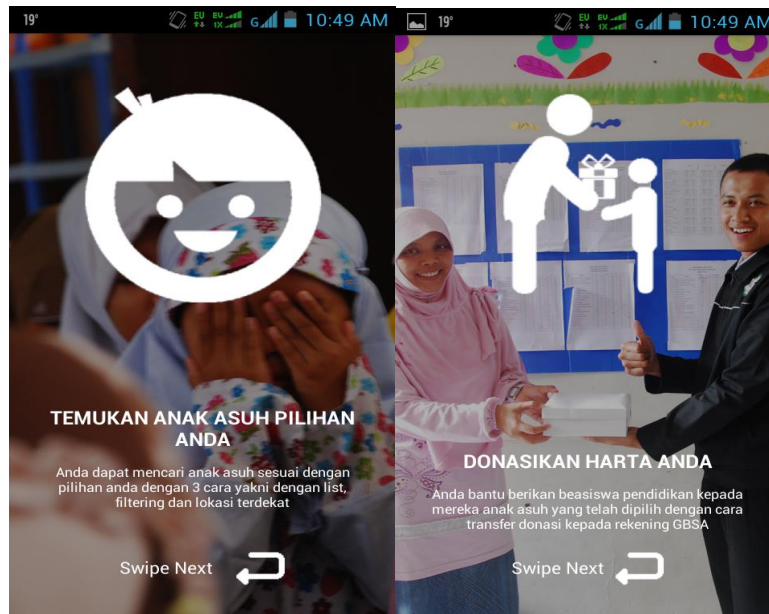 19°
EU
EV
1X
G
10:49 AM
TEMUKAN ANAK ASUH PILIHAN
ANDA
Anda dapat mencari anak asuh sesuai dengan
pilihan anda dengan 3 cara yakni dengan list,
filtering dan lokasi terdekat
Swipe Next
19°
EU
EV
1X
G
10:49 AM
DONASIKAN HARTA ANDA
Anda bantu berikan beasiswa pendidikan kepada
mereka anak asuh yang telah dipilih dengan cara
transfer donasi kepada rekening GBSA
Swipe Next